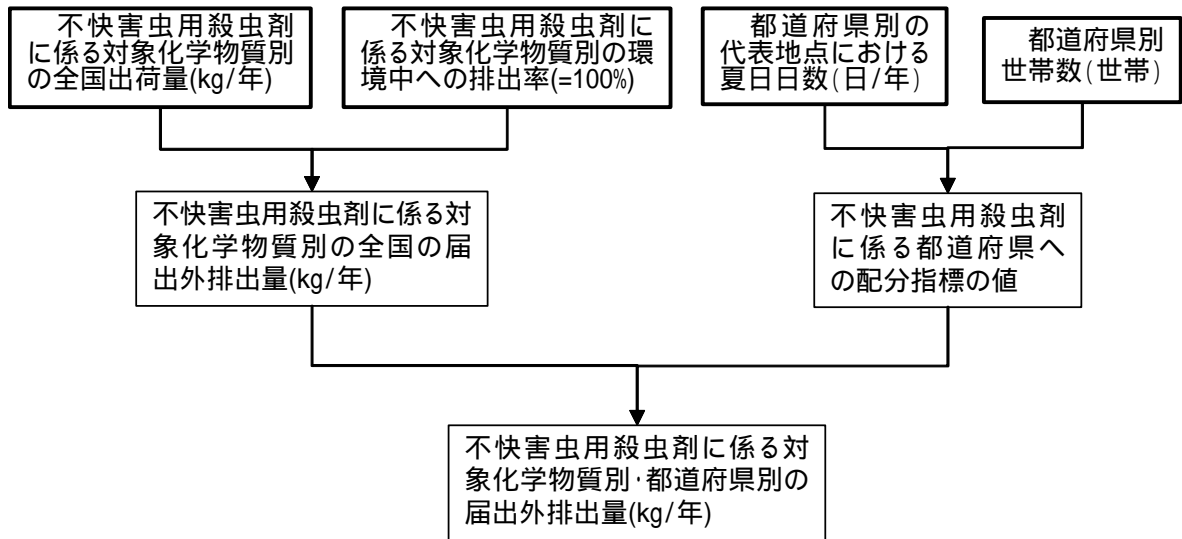 不快害虫用殺虫剤
に係る対象化学物質別
の全国出荷量(kg/年)
不快害虫用殺虫剤に
係る対象化学物質別の環
境中への排出率(=100%)
都道府県別の
代表地点における
夏日日数(日/年)
都道府県別
世帯数(世帯)
不快害虫用殺虫剤に係る対
象化学物質別の全国の届
出外排出量(kg/年)
不快害虫用殺虫剤
に係る都道府県へ
の配分指標の値
不快害虫用殺虫剤に係る対
象化学物質別・都道府県別の
届出外排出量(kg/年)